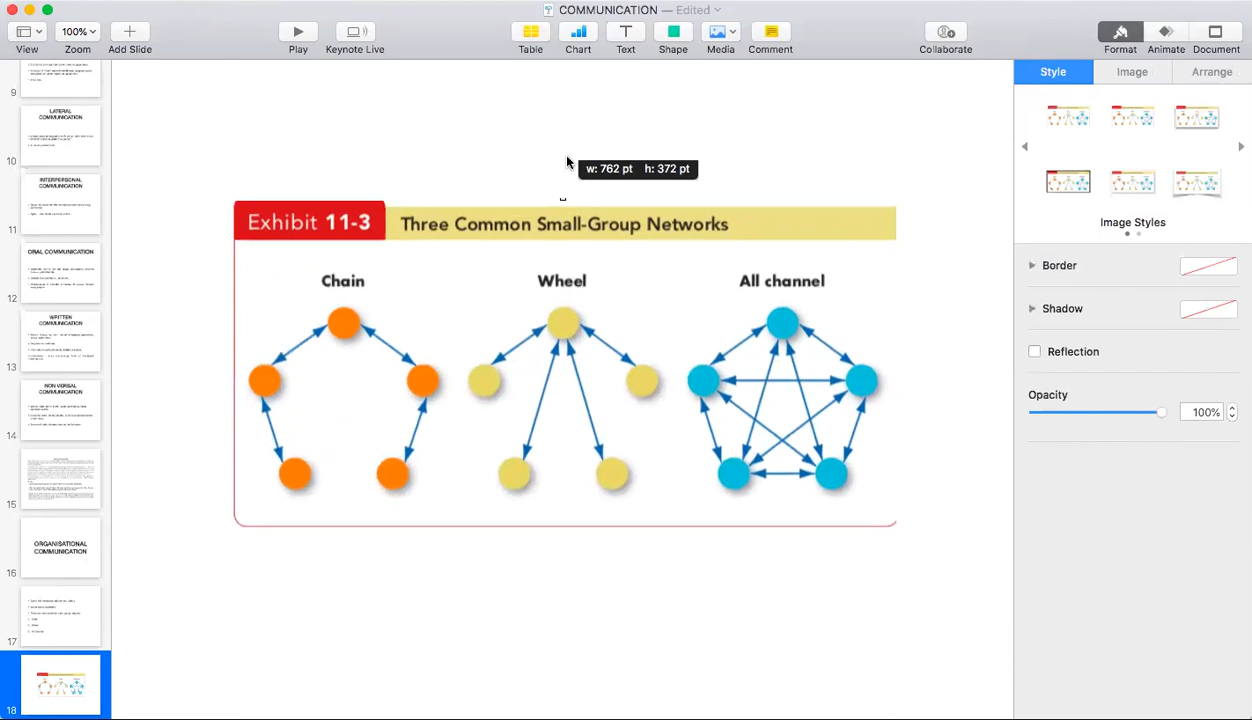 COMMUNICATION — Edited
View
100%
Zoom
Add Slide
Play
Keynote Live
Table
Chart
Text
Shape
Media
Comment
Collaborate
Format
Animate
Document
Style
Image
Arrange
9
LATERAL
COMMUNICATION
10
INTERPERSONAL
COMMUNICATION
11
ORAL COMMUNICATION
12
WRITTEN
COMMUNICATION
13
NON VERBAL
COMMUNICATION
14
15
ORGANISATIONAL
COMMUNICATION
16
17
18
w: 762 pt h: 372 pt
Exhibit 11-3 Three Common Small-Group Networks
Chain
Wheel
All channel
Image Styles
Border
Shadow
Reflection
Opacity
100%